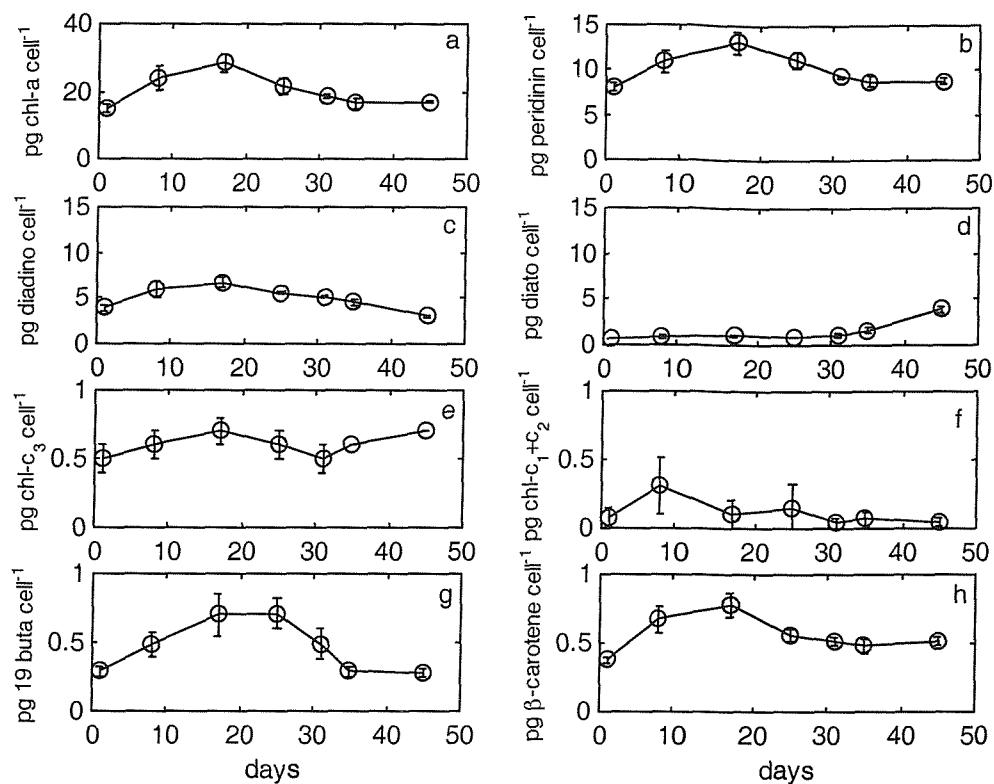 pg chl-a cell⁻¹
40
20
0
a
0 10 20 30 40 50
pg peridinin cell⁻¹
15
10
5
0
b
0 10 20 30 40 50
pg diadino cell⁻¹
15
10
5
0
c
0 10 20 30 40 50
pg diato cell⁻¹
15
10
5
0
d
0 10 20 30 40 50
pg chl-c₃ cell⁻¹
1
0.5
0
e
0 10 20 30 40 50
pg chl-c₁+c₂ cell⁻¹
1
0.5
0
f
0 10 20 30 40 50
pg 19 buta cell⁻¹
1
0.5
0
g
0 10 20 30 40 50
days
pg β-carotene cell⁻¹
1
0.5
0
h
0 10 20 30 40 50
days